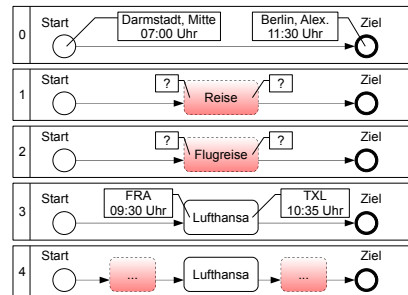 Start
Darmstadt, Mitte
07:00 Uhr
Berlin, Alex.
11:30 Uhr
Ziel
0
Start
?
Reise
?
Ziel
1
Start
?
Flugreise
?
Ziel
2
Start
FRA
09:30 Uhr
Lufthansa
TXL
10:35 Uhr
Ziel
3
Start
...
Lufthansa
...
Ziel
4